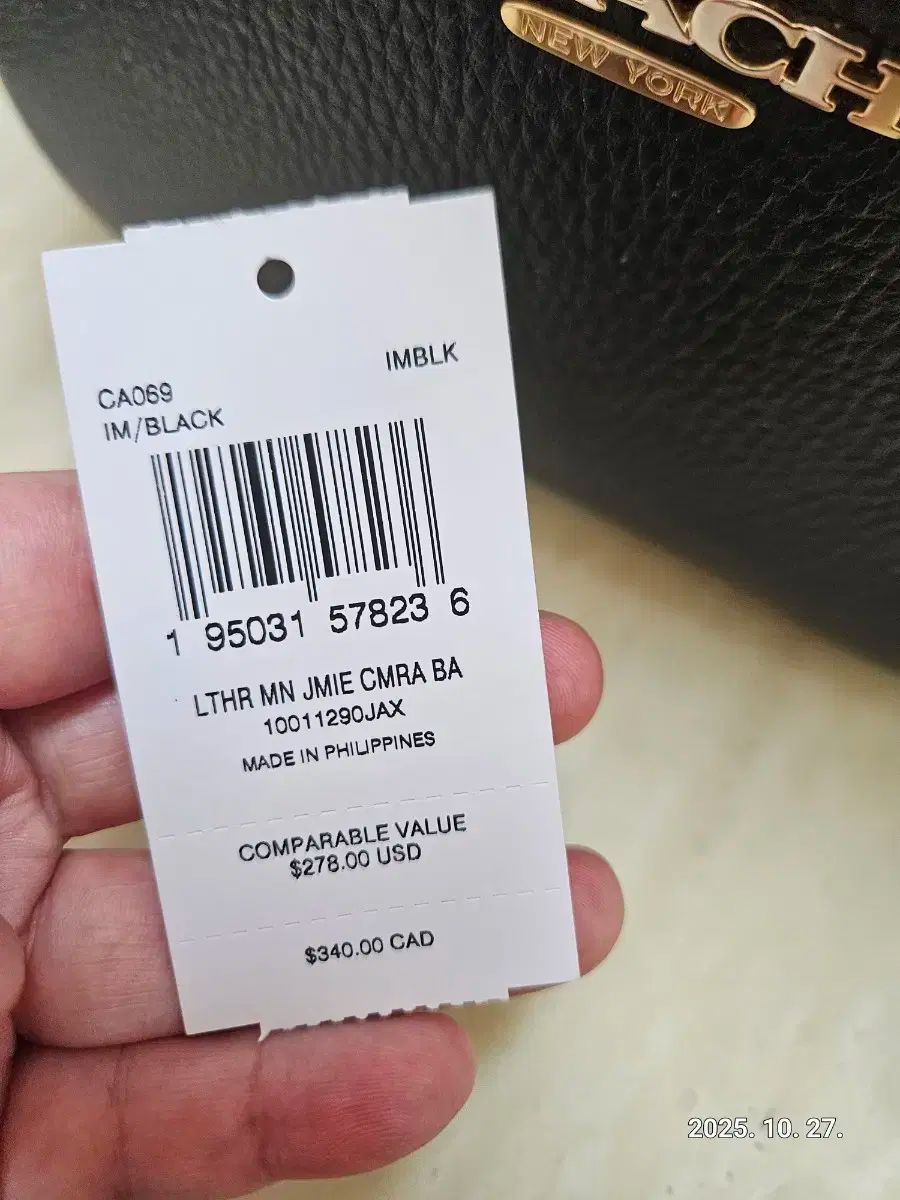 ACH
NEW YORK
IMBLK
CA069
IM/BLACK
1 95031 57823 6
LTHR MN JMIE CMRA BA
10011290JAX
MADE IN PHILIPPINES
COMPARABLE VALUE
$278.00 USD
$340.00 CAD
2025. 10. 27.